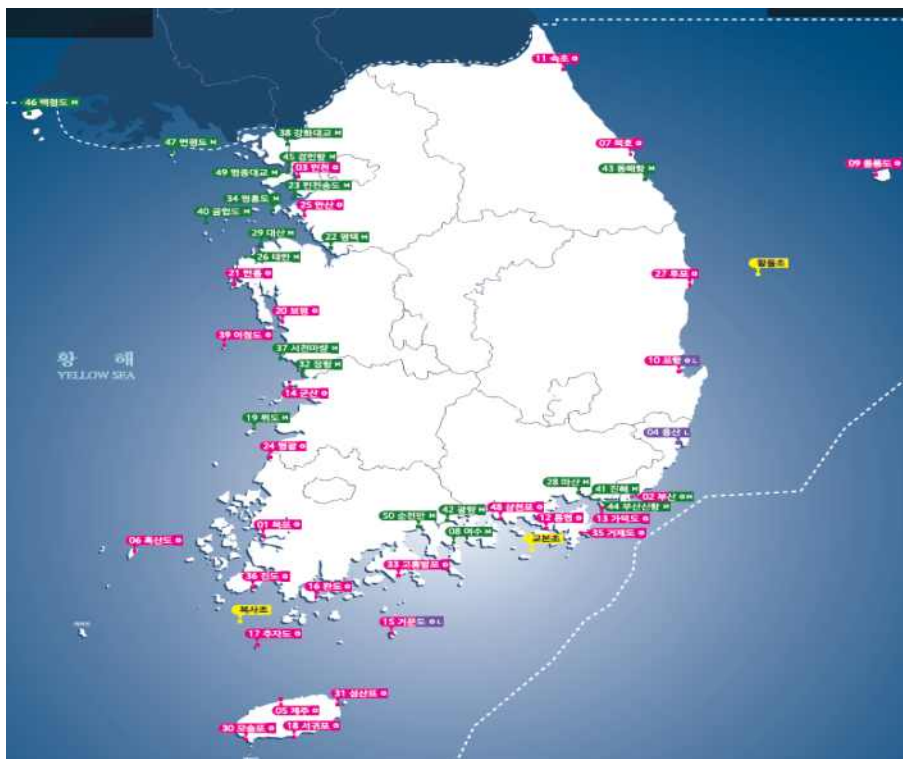 11 속초
46 백령도 M
38 강화대교 M
47 연평도 M
07 묵호
45 경인항 M
03 인천
49 영종대교 M
43 동해항 M
09 울릉도
23 인천송도 M
34 영흥도 M
25 안산
40 굴업도 M
29 대산 M
22 평택 M
26 태안 M
왕돌초
21 안흥
27 후포
20 보령
39 어청도
37 서천마량 M
황 해
YELLOW SEA
10 포항 L
32 장항 M
14 군산
19 위도 M
04 울산 L
24 영광
28 마산 M
41 진해 M
02 부산 M
44 부산신항 M
42 광양 M
48 삼천포
50 순천만 M
12 통영
13 가덕도
01 목포
08 여수 M
35 거제도
06 흑산도
교본초
33 고흥발포
36 진도
16 완도
복사초
15 거문도 L
17 추자도
31 성산포
05 제주
30 모슬포
18 서귀포